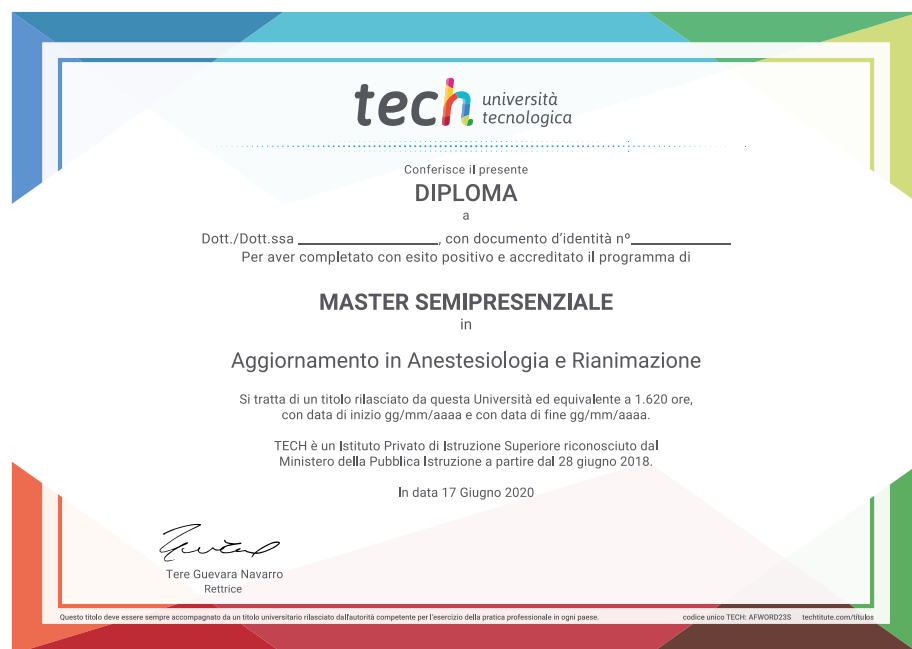 tech università
tecnologica
Conferisce il presente
DIPLOMA
a
Dott./Dott.ssa ________________, con documento d'identità nº____________
Per aver completato con esito positivo e accreditato il programma di
MASTER SEMIPRESENZIALE
in
Aggiornamento in Anestesiologia e Rianimazione
Si tratta di un titolo rilasciato da questa Università ed equivalente a 1.620 ore,
con data di inizio gg/mm/aaaa e con data di fine gg/mm/aaaa.
TECH è un Istituto Privato di Istruzione Superiore riconosciuto dal
Ministero della Pubblica Istruzione a partire dal 28 giugno 2018.
In data 17 Giugno 2020
Tere Guevara Navarro
Rettrice
Questo titolo deve essere sempre accompagnato da un titolo universitario rilasciato dall'autorità competente per l'esercizio della pratica professionale in ogni paese. codice unico TECH: AFWORD23S techtitute.com/titulos